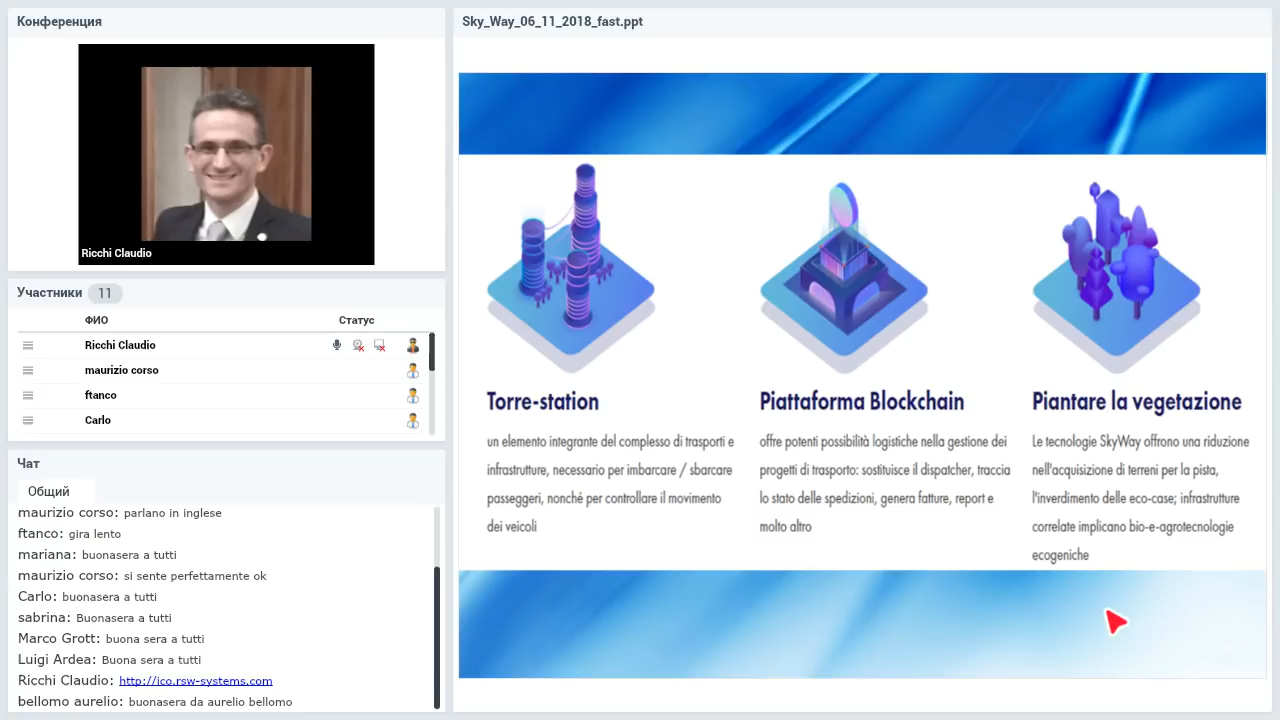 Конференция
Ricchi Claudio
Участники 11
ФИО Статус
Ricchi Claudio
maurizio corso
ftanco
Carlo
Чат
Общий
maurizio corso: parlano in inglese
ftanco: gira lento
mariana: buonasera a tutti
maurizio corso: si sente perfettamente ok
Carlo: buonasera a tutti
sabrina: Buonasera a tutti
Marco Grott: buona sera a tutti
Luigi Ardea: Buona sera a tutti
Ricchi Claudio: http://ico.rsw-systems.com
bellomo aurelio: buonasera da aurelio bellomo
Sky_Way_06_11_2018_fast.ppt
Torre-station
un elemento integrante del complesso di trasporti e
infrastrutture, necessario per imbarcare / sbarcare
passeggeri, nonché per controllare il movimento
dei veicoli
Piattaforma Blockchain
offre potenti possibilità logistiche nella gestione dei
progetti di trasporto: sostituisce il dispatcher, traccia
lo stato delle spedizioni, genera fatture, report e
molto altro
Piantare la vegetazione
Le tecnologie SkyWay offrono una riduzione
nell'acquisizione di terreni per la pista,
l'inverdimento delle eco-case; infrastrutture
correlate implicano bio-e-agrotecnologie
ecogeniche